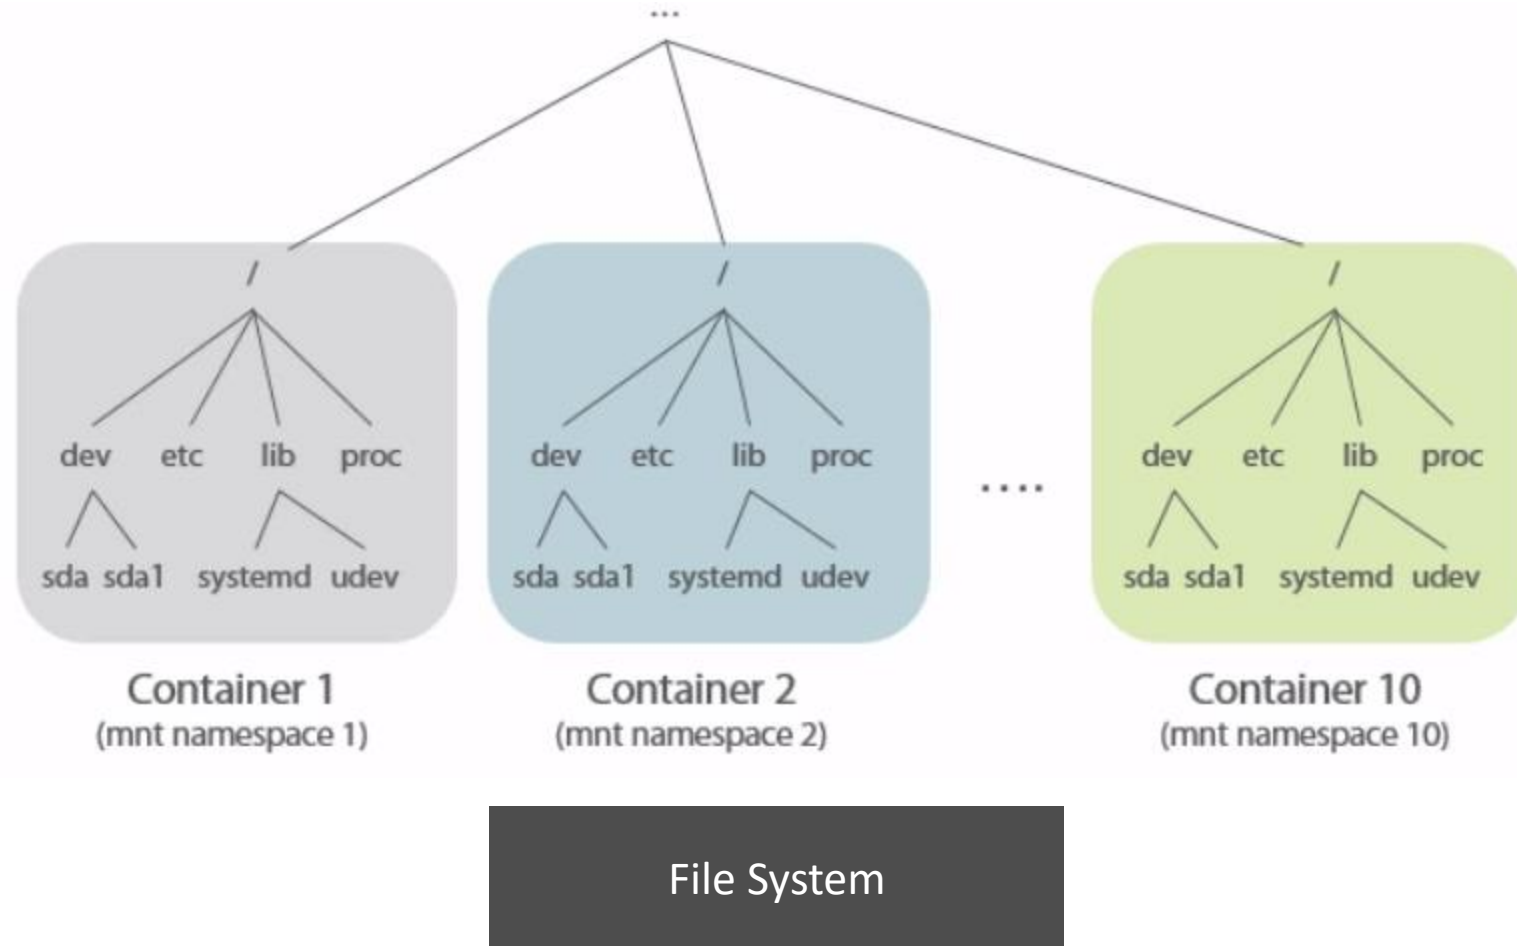 ...
/ / /
dev etc lib proc dev etc lib proc dev etc lib proc
....
sda sda1 systemd udev sda sda1 systemd udev sda sda1 systemd udev
Container 1 Container 2 Container 10
(mnt namespace 1) (mnt namespace 2) (mnt namespace 10)
File System